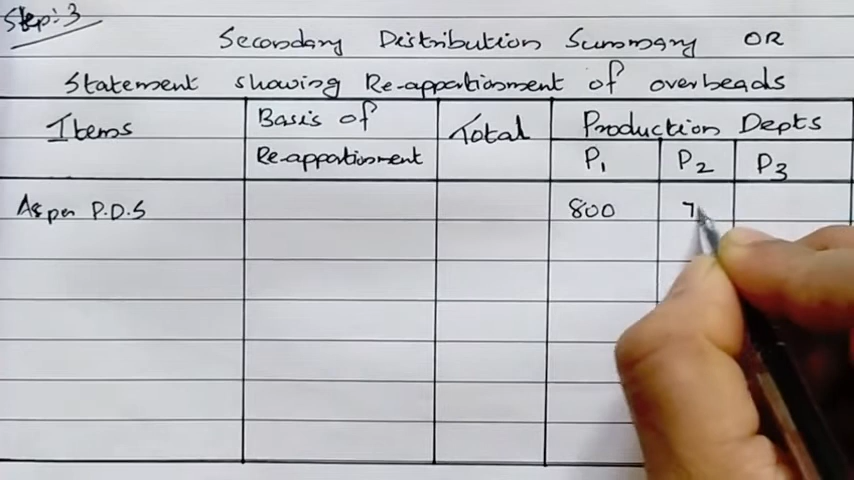 Step:3
Secondary Distribution Summary OR
Statement showing Re-apportionment of overheads
Items
Basis of
Re-apportionment
Total
Production Depts
P1 P2 P3
As per P.D.S 800 7